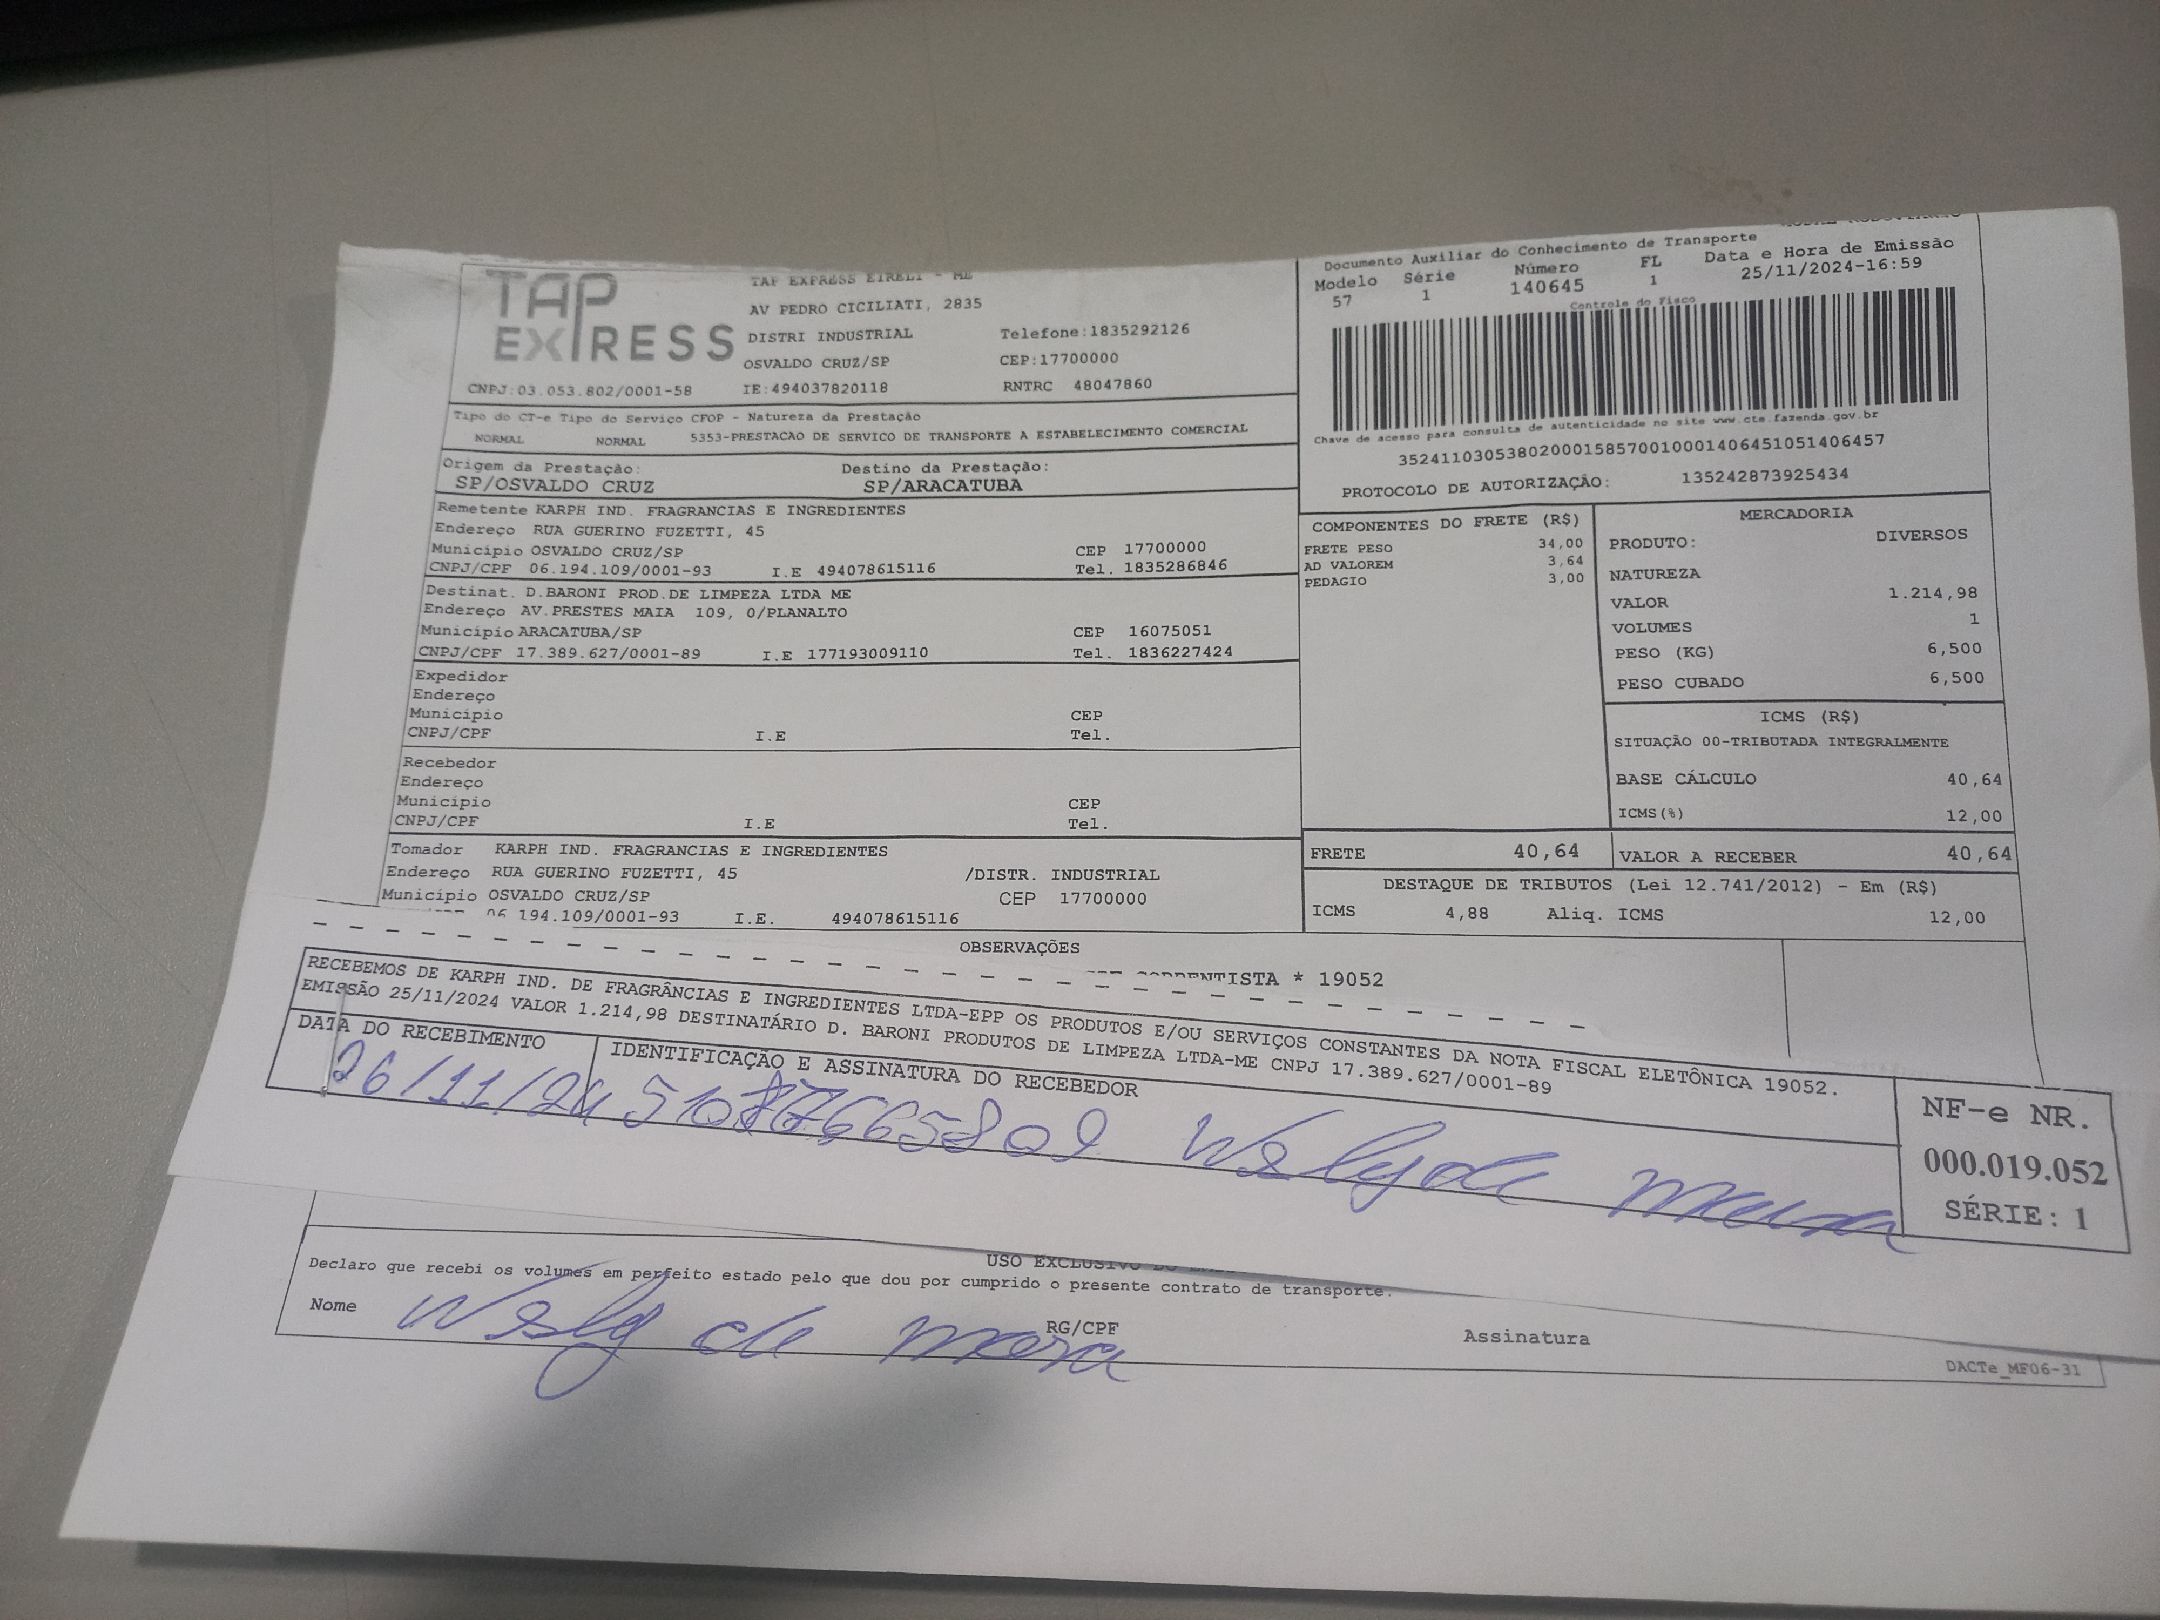 TAP
EXPRESS
TAP EXPRESS EIRELI - ME
AV PEDRO CICILIATI, 2835
DISTRI INDUSTRIAL Telefone:1835292126
OSVALDO CRUZ/SP CEP:17700000
CNPJ:03.053.802/0001-58 IE:494037820118 RNTRC 48047860
Tipo do CT-e Tipo do Serviço CFOP - Natureza da Prestação
NORMAL NORMAL 5353-PRESTACAO DE SERVICO DE TRANSPORTE A ESTABELECIMENTO COMERCIAL
Origem da Prestação: Destino da Prestação:
SP/OSVALDO CRUZ SP/ARACATUBA
Remetente KARPH IND. FRAGRANCIAS E INGREDIENTES
Endereço RUA GUERINO FUZETTI, 45
Município OSVALDO CRUZ/SP CEP 17700000
CNPJ/CPF 06.194.109/0001-93 I.E 494078615116 Tel. 1835286846
Destinat. D.BARONI PROD.DE LIMPEZA LTDA ME
Endereço AV.PRESTES MAIA 109, 0/PLANALTO
Município ARACATUBA/SP CEP 16075051
CNPJ/CPF 17.389.627/0001-89 I.E 177193009110 Tel. 1836227424
Expedidor
Endereço
Município CEP
CNPJ/CPF I.E Tel.
Recebedor
Endereço
Município CEP
CNPJ/CPF I.E Tel.
Tomador KARPH IND. FRAGRANCIAS E INGREDIENTES
Endereço RUA GUERINO FUZETTI, 45 /DISTR. INDUSTRIAL
Município OSVALDO CRUZ/SP CEP 17700000
06 194.109/0001-93 I.E. 494078615116
Documento Auxiliar do Conhecimento de Transporte
Modelo Série Número FL Data e Hora de Emissão
57 1 140645 1 25/11/2024-16:59
Controle do Fisco
Chave de acesso para consulta de autenticidade no site www.cte.fazenda.gov.br
35241103053802000158570010001406451051406457
PROTOCOLO DE AUTORIZAÇÃO: 135242873925434
COMPONENTES DO FRETE (R$)
FRETE PESO 34,00
AD VALOREM 3,64
PEDAGIO 3,00
MERCADORIA
PRODUTO: DIVERSOS
NATUREZA
VALOR 1.214,98
VOLUMES 1
PESO (KG) 6,500
PESO CUBADO 6,500
ICMS (R$)
SITUAÇÃO 00-TRIBUTADA INTEGRALMENTE
BASE CÁLCULO 40,64
ICMS(%) 12,00
FRETE 40,64 VALOR A RECEBER 40,64
DESTAQUE DE TRIBUTOS (Lei 12.741/2012) - Em (R$)
ICMS 4,88 Aliq. ICMS 12,00
OBSERVAÇÕES
* 19052
RECEBEMOS DE KARPH IND. DE FRAGRÂNCIAS E INGREDIENTES LTDA-EPP OS PRODUTOS E/OU SERVIÇOS CONSTANTES DA NOTA FISCAL ELETÔNICA 19052.
EMISSÃO 25/11/2024 VALOR 1.214,98 DESTINATÁRIO D. BARONI PRODUTOS DE LIMPEZA LTDA-ME CNPJ 17.389.627/0001-89
DATA DO RECEBIMENTO IDENTIFICAÇÃO E ASSINATURA DO RECEBEDOR
26/11/24
NF-e NR.
000.019.052
SÉRIE: 1
USO EXCLUSIVO
Declaro que recebi os volumes em perfeito estado pelo que dou por cumprido o presente contrato de transporte.
Nome RG/CPF Assinatura
DACTe_MF06-31